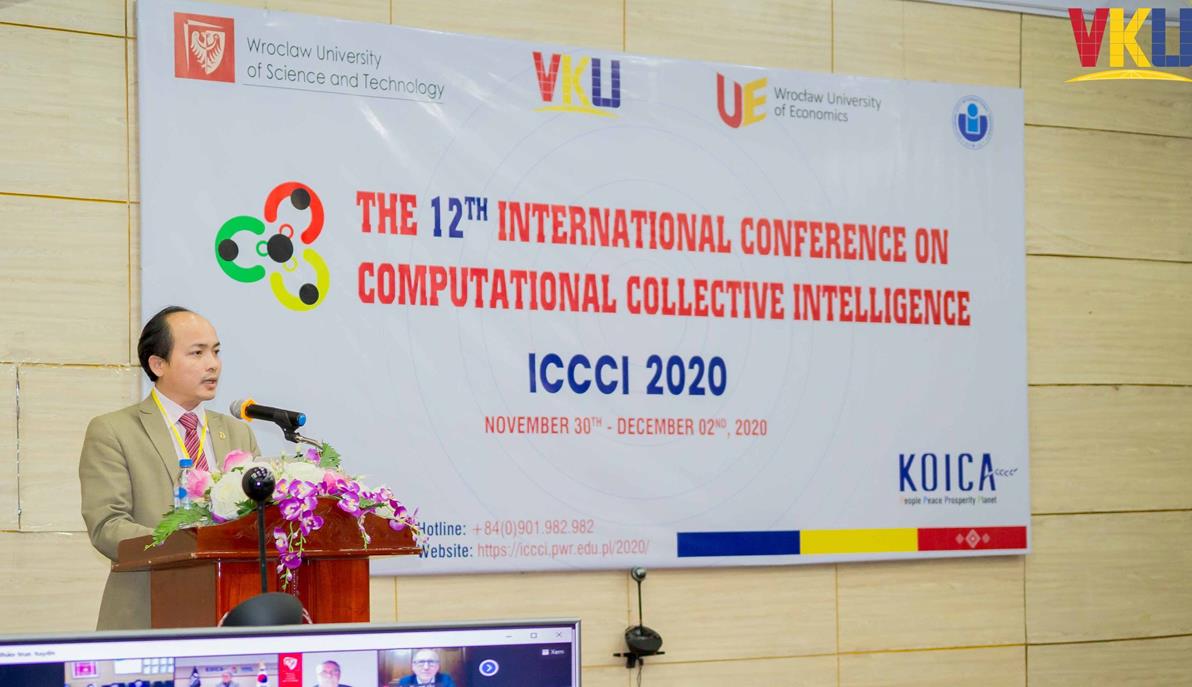 VKU
Wroclaw University
of Science and Technology
VKU
UE
Wrocław University
of Economics
THE 12TH INTERNATIONAL CONFERENCE ON
COMPUTATIONAL COLLECTIVE INTELLIGENCE
ICCCI 2020
NOVEMBER 30TH - DECEMBER 02ND, 2020
KOICA
People Peace Prosperity Planet
Hotline: +84(0)901.982.982
Website: https://iccci.pwr.edu.pl/2020/
Xem
KOICA